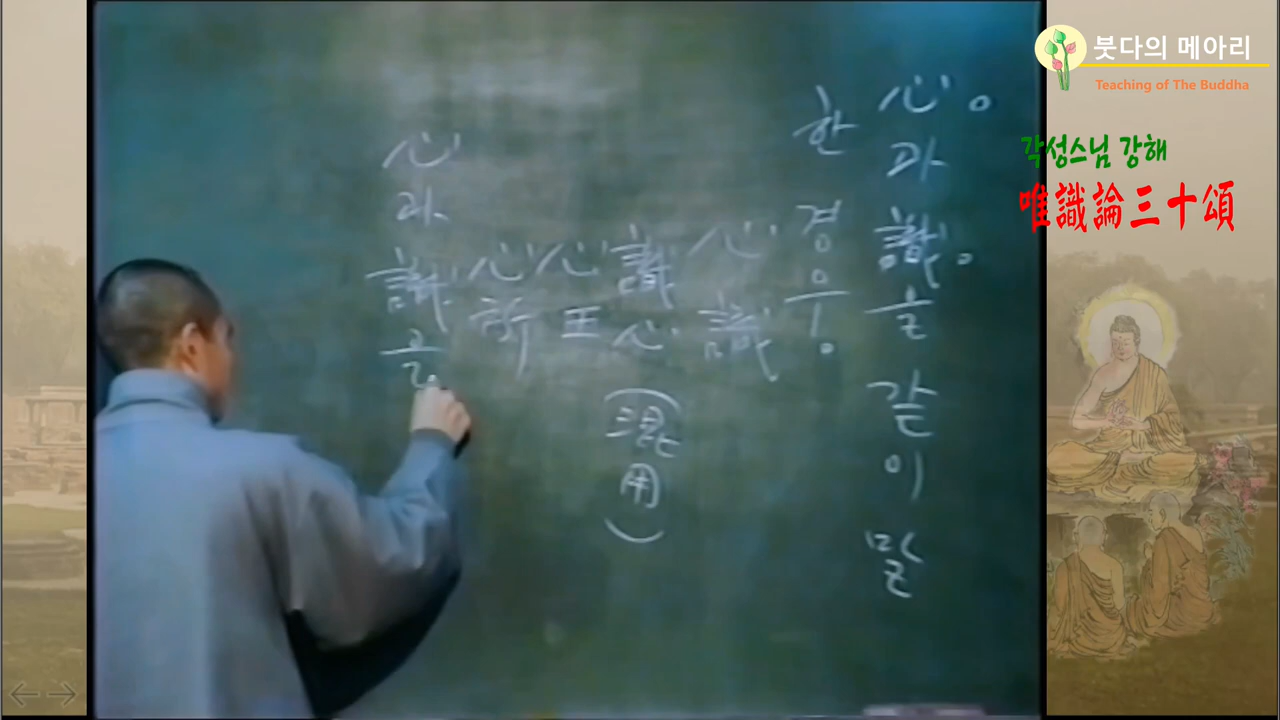 붓다의 메아리
Teaching of The Buddha
각성스님 강해
唯識論三十頌
心。과 識。를 같이 말
한 경우。
心識
識心(混用)
心王
心所
心과 識을